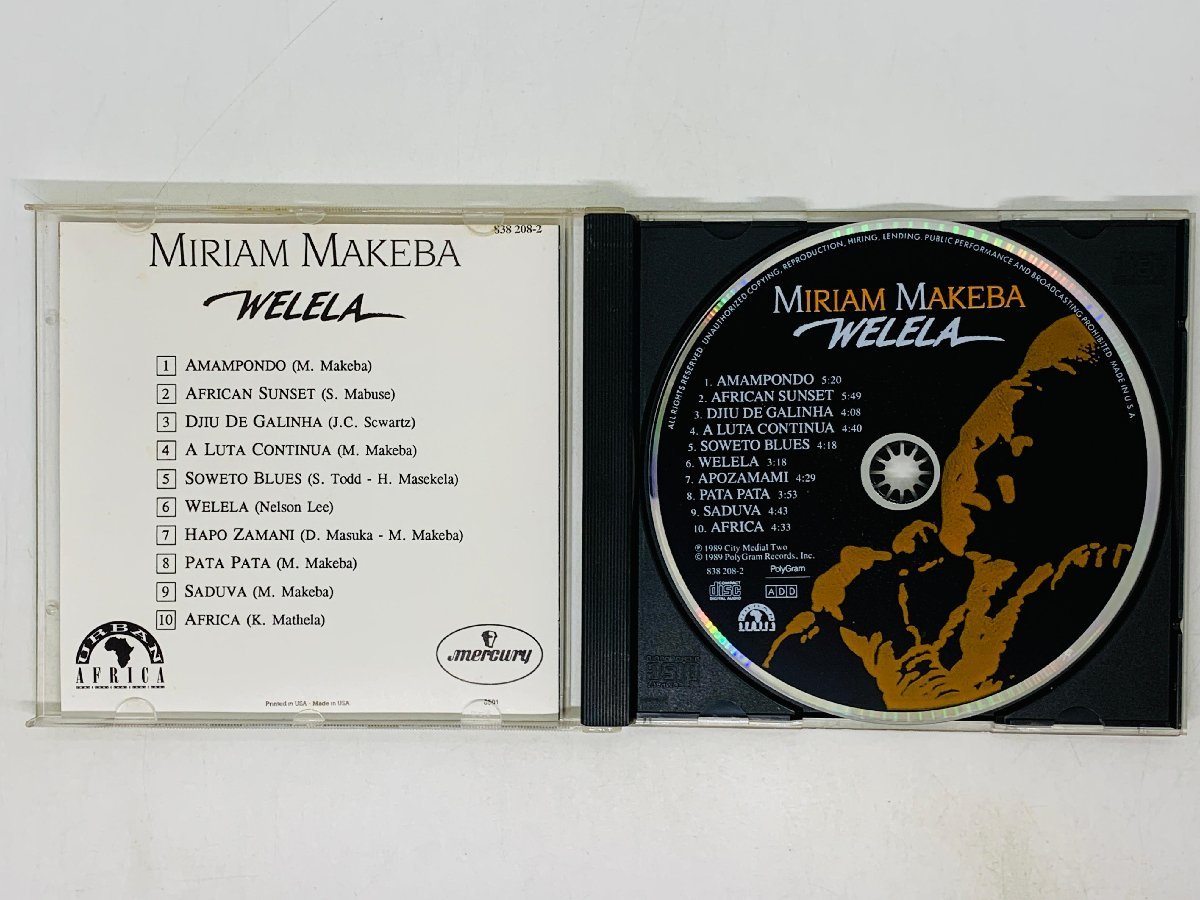 838 208-2
MIRIAM MAKEBA
WELELA
1 AMAMPONDO (M. Makeba)
2 AFRICAN SUNSET (S. Mabuse)
3 DJIU DE GALINHA (J.C. Scwartz)
4 A LUTA CONTINUA (M. Makeba)
5 SOWETO BLUES (S. Todd - H. Masekela)
6 WELELA (Nelson Lee)
7 HAPO ZAMANI (D. Masuka - M. Makeba)
8 PATA PATA (M. Makeba)
9 SADUVA (M. Makeba)
10 AFRICA (K. Mathela)
URBAN
AFRICA
mercury
Printed in USA - Made in USA
ALL RIGHTS RESERVED UNAUTHORIZED COPYING, REPRODUCTION, HIRING, LENDING, PUBLIC PERFORMANCE AND BROADCASTING PROHIBITED MADE IN U S A
MIRIAM MAKEBA
WELELA
1. AMAMPONDO 5:20
2. AFRICAN SUNSET 5:49
3. DJIU DE GALINHA 4:08
4. A LUTA CONTINUA 4:40
5. SOWETO BLUES 4:18
6. WELELA 3:18
7. APOZAMAMI 4:29
8. PATA PATA 3:53
9. SADUVA 4:43
10. AFRICA 4:33
℗ 1989 City Medial Two
© 1989 PolyGram Records, Inc.
838 208-2 PolyGram
COMPACT
disc
DIGITAL AUDIO
ADD